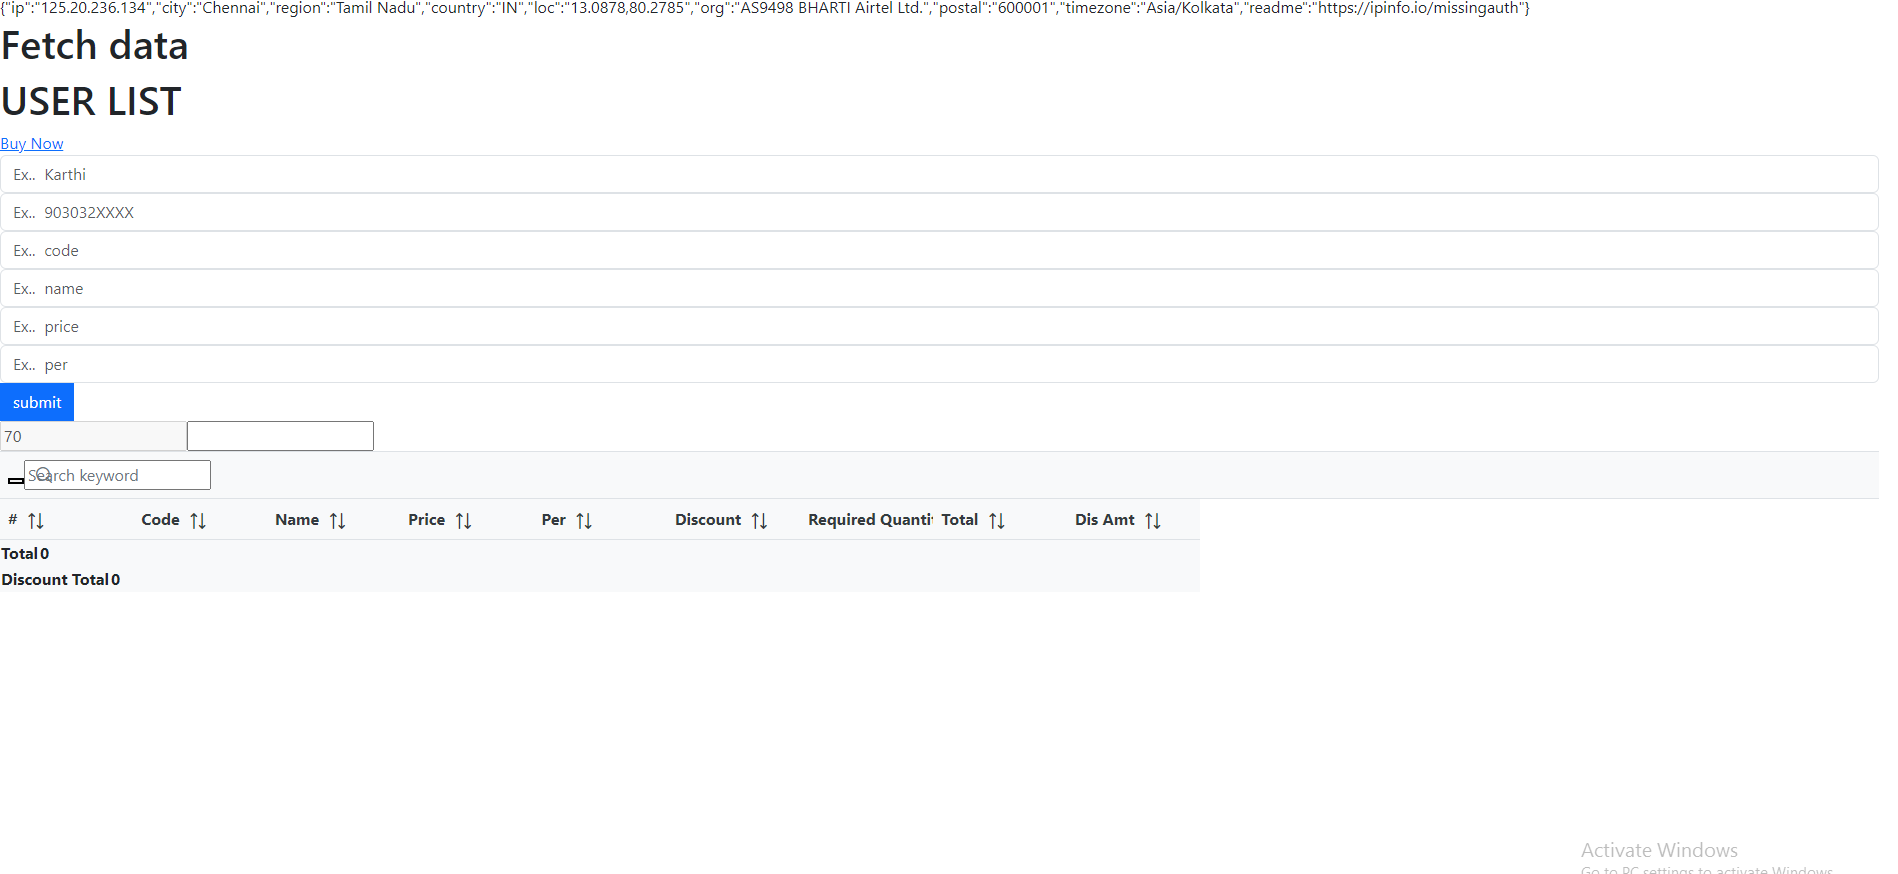 {"ip":"125.20.236.134","city":"Chennai","region":"Tamil Nadu","country":"IN","loc":"13.0878,80.2785","org":"AS9498 BHARTI Airtel Ltd.","postal":"600001","timezone":"Asia/Kolkata","readme":"https://ipinfo.io/missingauth"}
Fetch data
USER LIST
Buy Now
Ex.. Karthi
Ex.. 903032XXXX
Ex.. code
Ex.. name
Ex.. price
Ex.. per
submit
70
Search keyword
# Code Name Price Per Discount Required Quanti Total Dis Amt
Total 0
Discount Total 0
Activate Windows
Go to PC settings to activate Windows.